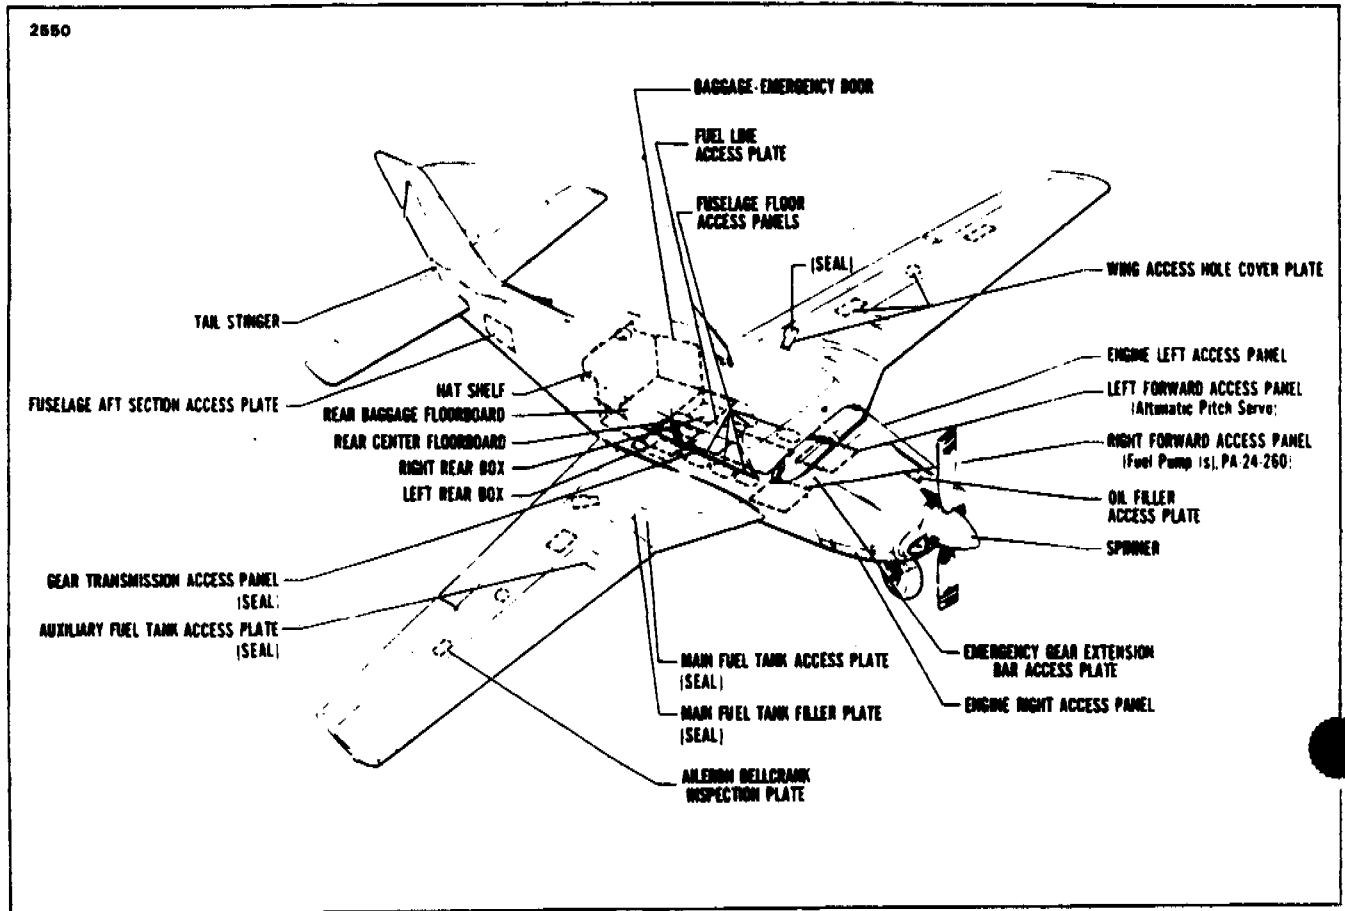 2550
BAGGAGE-EMERGENCY DOOR
FUEL LINE
ACCESS PLATE
FUSELAGE FLOOR
ACCESS PANELS
(SEAL)
WING ACCESS HOLE COVER PLATE
TAIL STINGER
ENGINE LEFT ACCESS PANEL
LEFT FORWARD ACCESS PANEL
(Altimatic Pitch Servo)
RIGHT FORWARD ACCESS PANEL
(Fuel Pump (s), PA-24-260)
OIL FILLER
ACCESS PLATE
SPINNER
HAT SHELF
FUSELAGE AFT SECTION ACCESS PLATE
REAR BAGGAGE FLOORBOARD
REAR CENTER FLOORBOARD
RIGHT REAR BOX
LEFT REAR BOX
GEAR TRANSMISSION ACCESS PANEL
(SEAL)
AUXILIARY FUEL TANK ACCESS PLATE
(SEAL)
MAIN FUEL TANK ACCESS PLATE
(SEAL)
MAIN FUEL TANK FILLER PLATE
(SEAL)
EMERGENCY GEAR EXTENSION
BAR ACCESS PLATE
ENGINE RIGHT ACCESS PANEL
AILERON BELLCRANK
INSPECTION PLATE